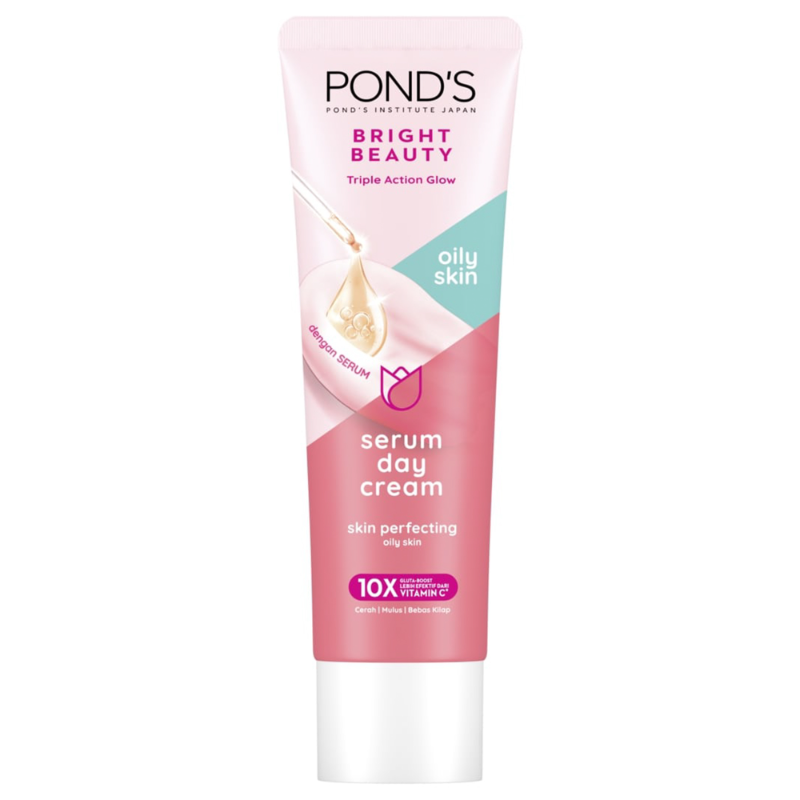 POND'S
POND'S INSTITUTE JAPAN
BRIGHT
BEAUTY
Triple Action Glow
oily
skin
dengan SERUM
serum
day
cream
skin perfecting
oily skin
10X GLUTA-BOOST
LEBIH EFEKTIF DARI
VITAMIN C*
Cerah | Mulus | Bebas Kilap